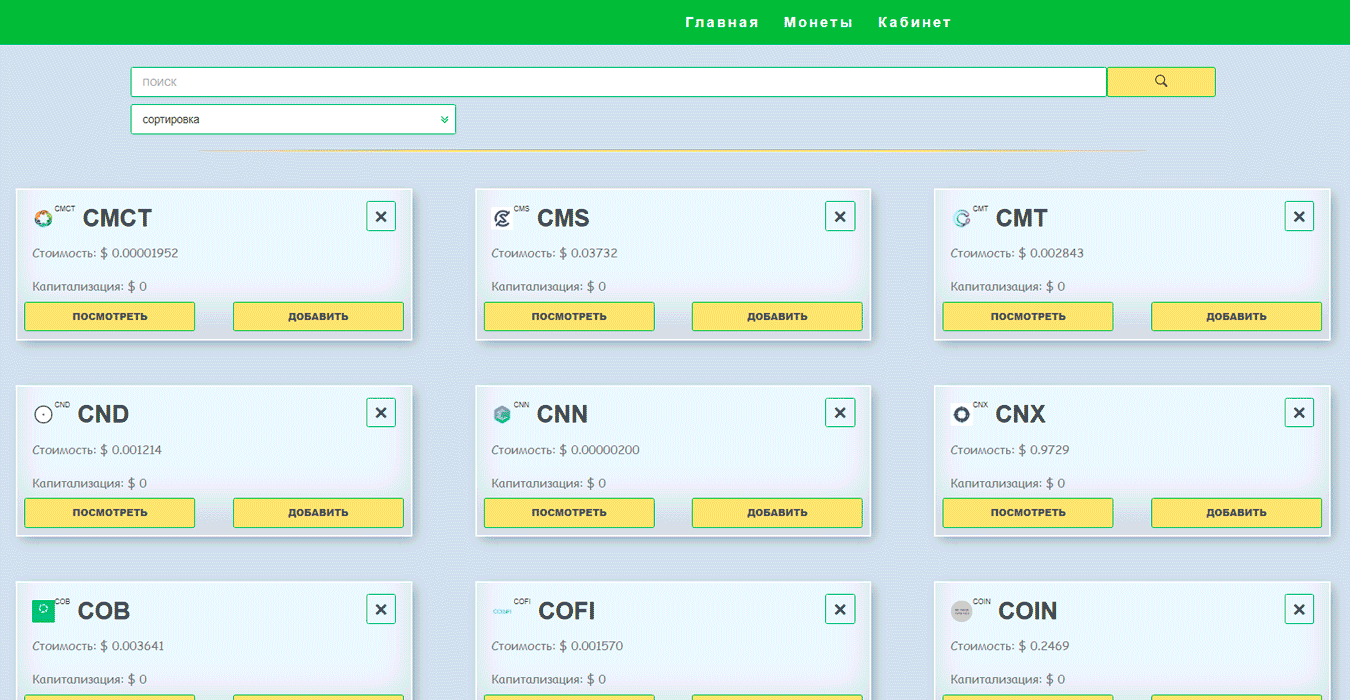 Главная Монеты Кабинет
поиск
сортировка
CMCT CMCT
CMS CMS
CMT CMT
Стоимость: $ 0.00001952
Стоимость: $ 0.03732
Стоимость: $ 0.002843
Капитализация: $ 0
Капитализация: $ 0
Капитализация: $ 0
ПОСМОТРЕТЬ ДОБАВИТЬ
ПОСМОТРЕТЬ ДОБАВИТЬ
ПОСМОТРЕТЬ ДОБАВИТЬ
CND CND
CNN CNN
CNX CNX
Стоимость: $ 0.001214
Стоимость: $ 0.00000200
Стоимость: $ 0.9729
Капитализация: $ 0
Капитализация: $ 0
Капитализация: $ 0
ПОСМОТРЕТЬ ДОБАВИТЬ
ПОСМОТРЕТЬ ДОБАВИТЬ
ПОСМОТРЕТЬ ДОБАВИТЬ
COB COB
COFI COFI
COIN COIN
Стоимость: $ 0.003641
Стоимость: $ 0.001570
Стоимость: $ 0.2469
Капитализация: $ 0
Капитализация: $ 0
Капитализация: $ 0